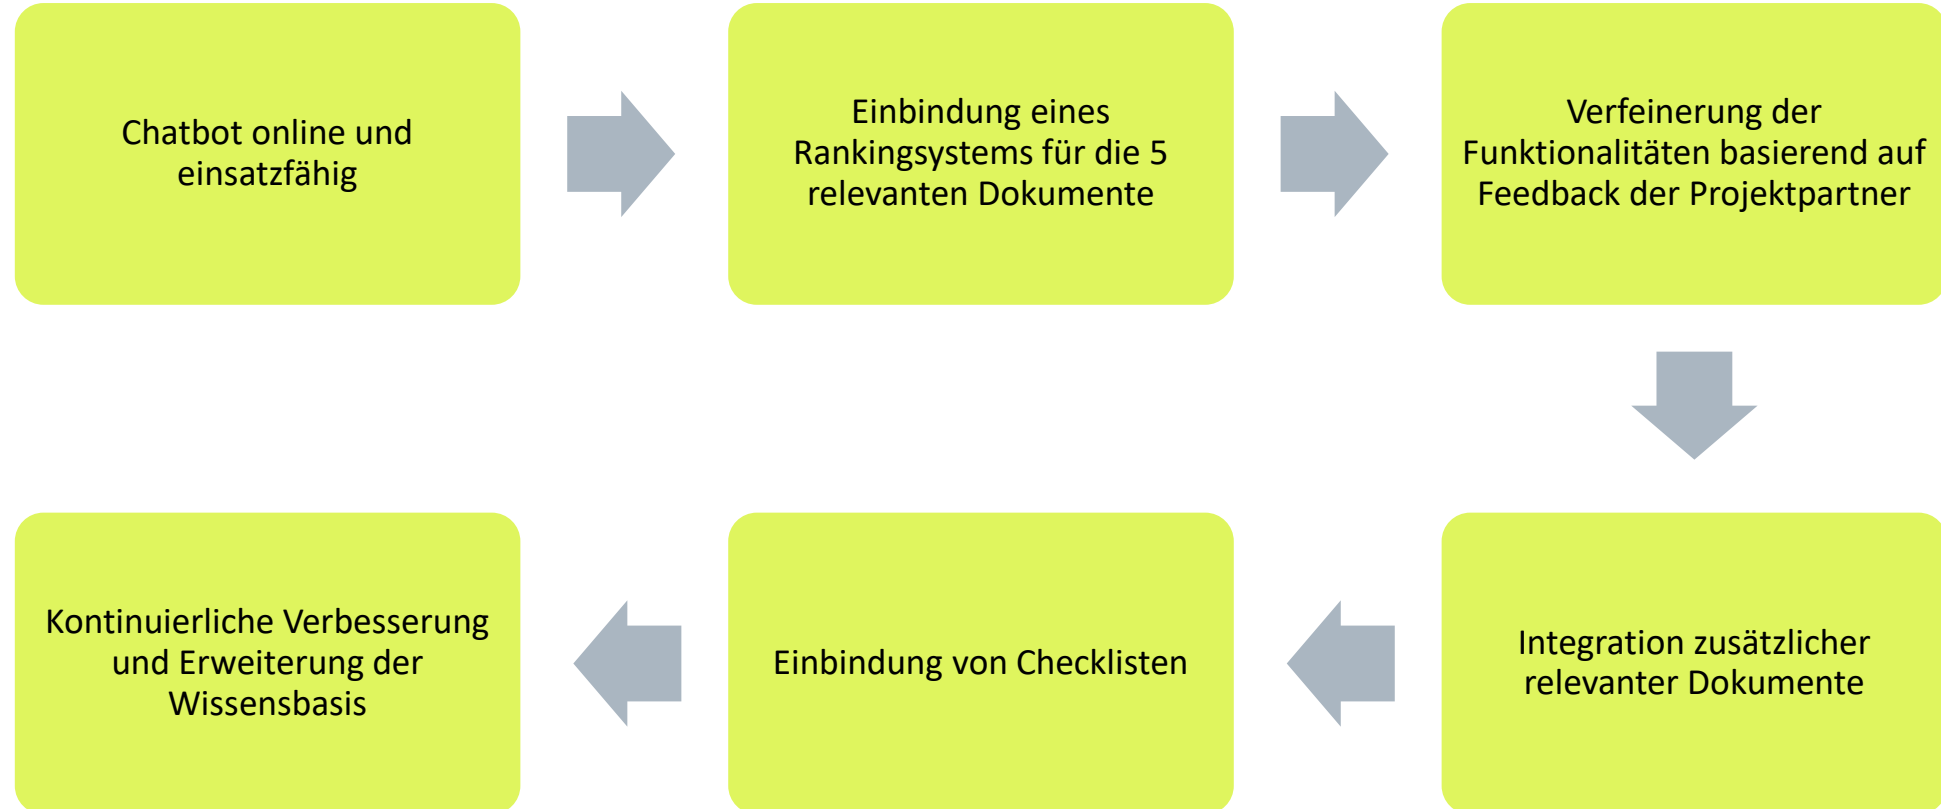 Chatbot online und
einsatzfähig
Einbindung eines
Rankingsystems für die 5
relevanten Dokumente
Verfeinerung der
Funktionalitäten basierend auf
Feedback der Projektpartner
Integration zusätzlicher
relevanter Dokumente
Einbindung von Checklisten
Kontinuierliche Verbesserung
und Erweiterung der
Wissensbasis